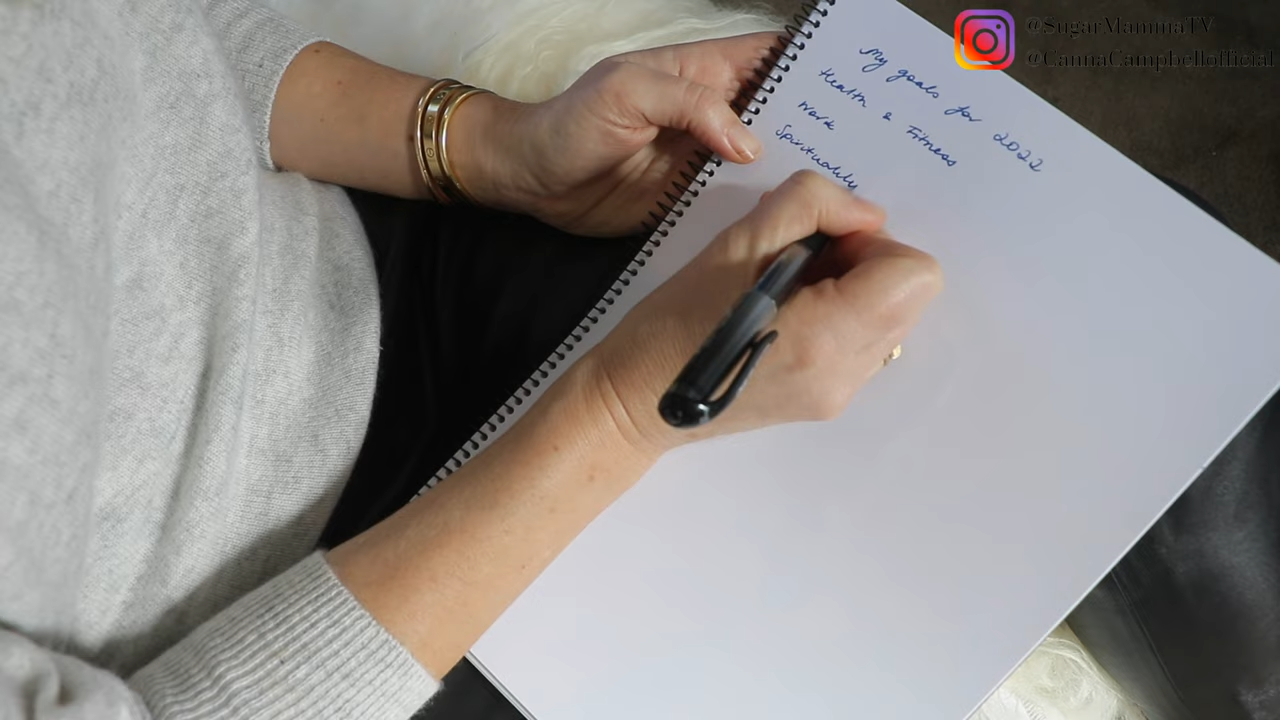 @SugarMammaTV
@CannaCampbellofficial
My goals for 2022
Health & Fitness
Work
Spirituality